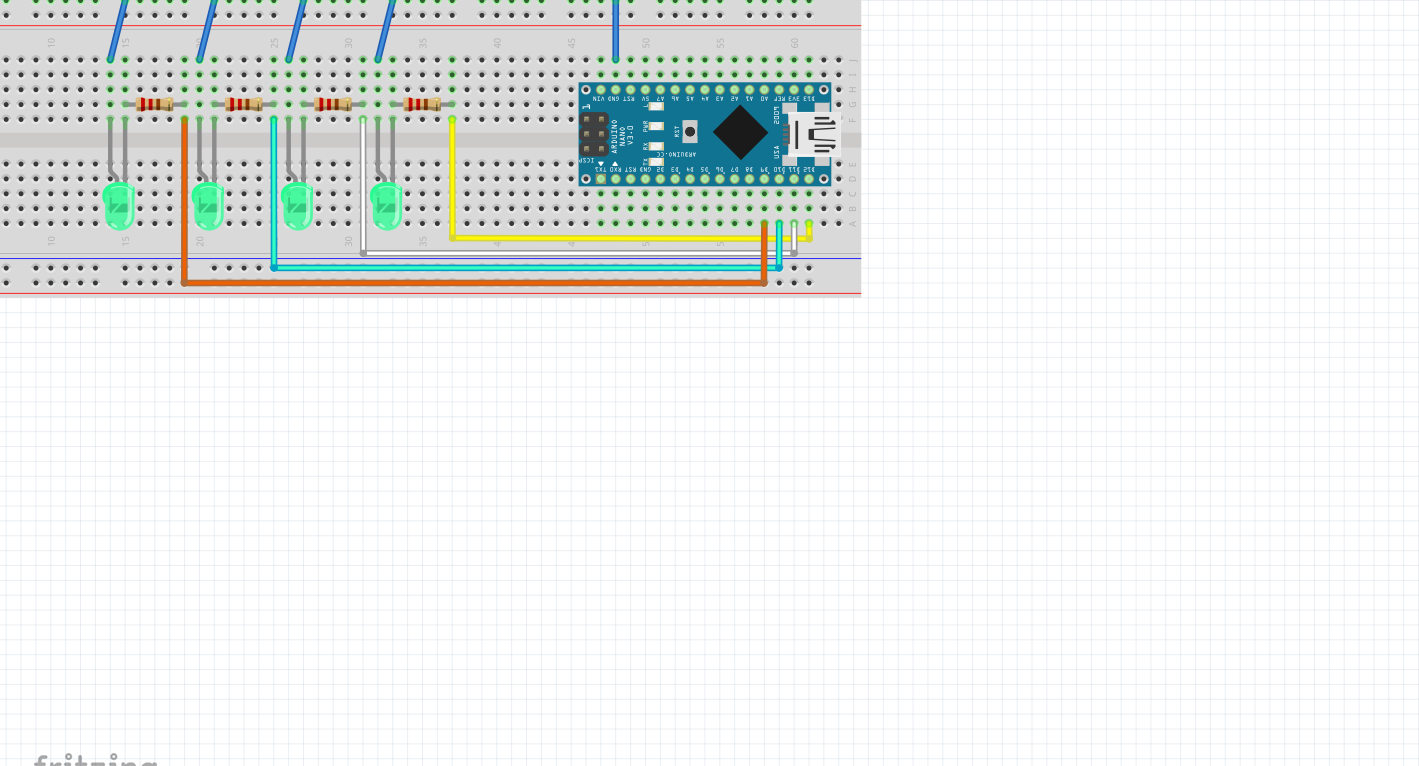 10 15 25 30 35 45 50 55 60
J
I
H
G
F
VIN GND RST 5V A7 A6 A5 A4 A3 A2 A1 A0 REF 3V3 D13
L
PWR
RX
TX
RST
1
ICSP
ARDUINO
NANO
V3.0
ARDUINO.CC
USA
TX1 RX0 RST GND D2 D3 D4 D5 D6 D7 D8 D9 D10 D11 D12
E
D
C
B
A
10 15 20 30 35 4 4 5 5
fritzing